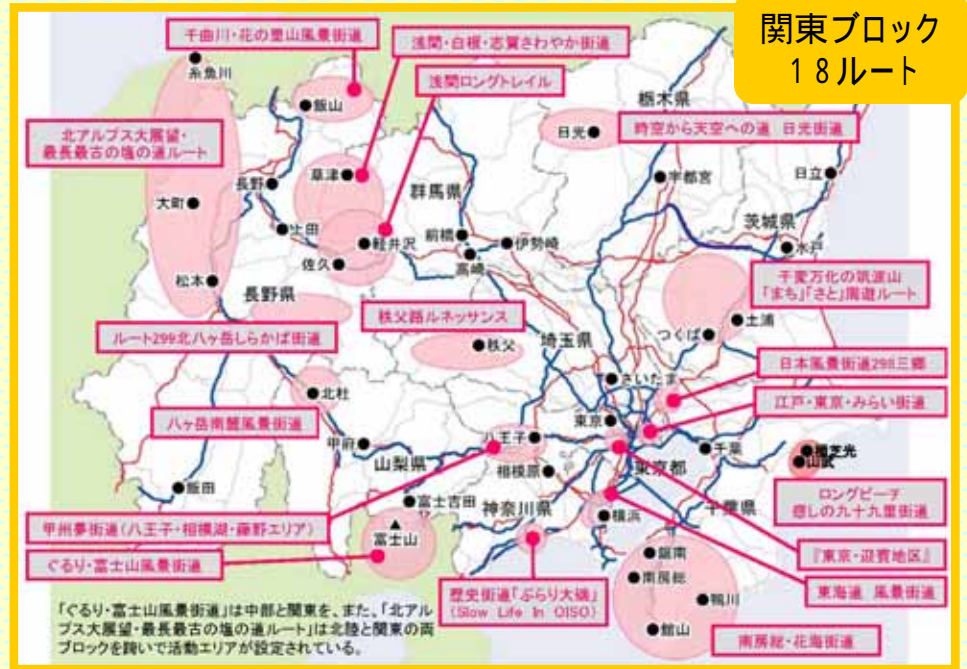 関東ブロック
18ルート
千曲川・花の里山風景街道
浅間・白根・志賀さわやか街道
浅間ロングトレイル
糸魚川
飯山
栃木県
日光
時空から天空への道 日光街道
北アルプス大展望・
最長最古の塩の道ルート
長野
草津
群馬県
宇都宮
日立
大町
上田
軽井沢
前橋
伊勢崎
茨城県
水戸
佐久
高崎
松本
長野県
千変万化の筑波山
「まち」「さと」周遊ルート
秩父路ルネッサンス
埼玉県
土浦
つくば
ルート299北八ヶ岳しらかば街道
秩父
日本風景街道298三郷
さいたま
北杜
江戸・東京・みらい街道
八ヶ岳南麓風景街道
東京
八王子
千葉
横芝光
山武
甲府
山梨県
相模原
東京都
飯田
富士吉田
神奈川県
千葉県
ロングビーチ
癒しの九十九里街道
甲州夢街道(八王子・相模湖・藤野エリア)
横浜
富士山
鋸南
『東京・迎賓地区』
ぐるり・富士山風景街道
南房総
東海道 風景街道
歴史街道「ぶらり大磯」
(Slow Life In OISO)
鴨川
館山
南房総・花海街道
「ぐるり・富士山風景街道」は中部と関東を、また、「北アル
プス大展望・最長最古の塩の道ルート」は北陸と関東の両
ブロックを跨いで活動エリアが設定されている。